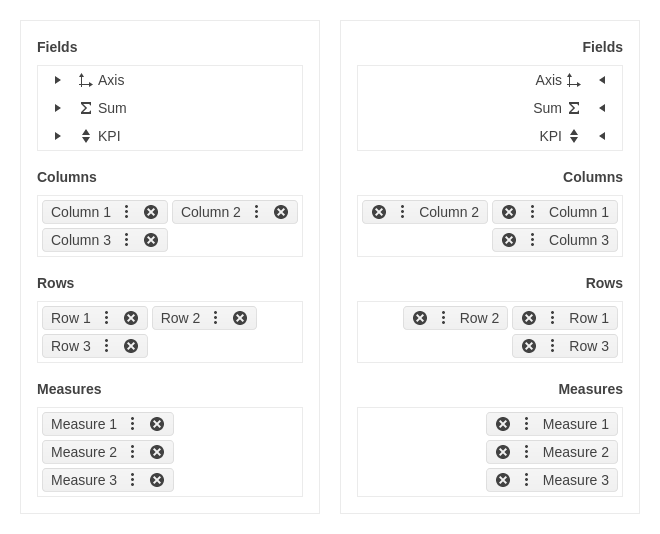 Fields
Axis
Sum
KPI
Columns
Column 1 Column 2
Column 3
Rows
Row 1 Row 2
Row 3
Measures
Measure 1
Measure 2
Measure 3
Fields
Axis
Sum
KPI
Columns
Column 2 Column 1
Column 3
Rows
Row 2 Row 1
Row 3
Measures
Measure 1
Measure 2
Measure 3